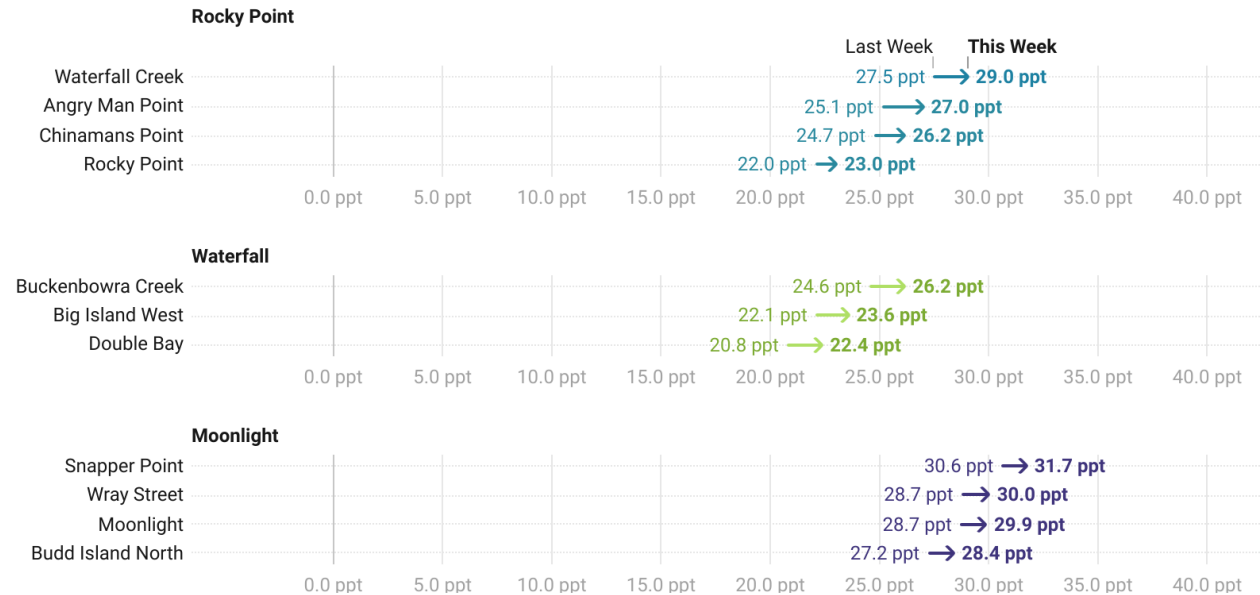 Rocky Point
Last Week This Week
Waterfall Creek 27.5 ppt 29.0 ppt
Angry Man Point 25.1 ppt 27.0 ppt
Chinamans Point 24.7 ppt 26.2 ppt
Rocky Point 22.0 ppt 23.0 ppt
0.0 ppt 5.0 ppt 10.0 ppt 15.0 ppt 20.0 ppt 25.0 ppt 30.0 ppt 35.0 ppt 40.0 ppt
Waterfall
Buckenbowra Creek 24.6 ppt 26.2 ppt
Big Island West 22.1 ppt 23.6 ppt
Double Bay 20.8 ppt 22.4 ppt
0.0 ppt 5.0 ppt 10.0 ppt 15.0 ppt 20.0 ppt 25.0 ppt 30.0 ppt 35.0 ppt 40.0 ppt
Moonlight
Snapper Point 30.6 ppt 31.7 ppt
Wray Street 28.7 ppt 30.0 ppt
Moonlight 28.7 ppt 29.9 ppt
Budd Island North 27.2 ppt 28.4 ppt
0.0 ppt 5.0 ppt 10.0 ppt 15.0 ppt 20.0 ppt 25.0 ppt 30.0 ppt 35.0 ppt 40.0 ppt